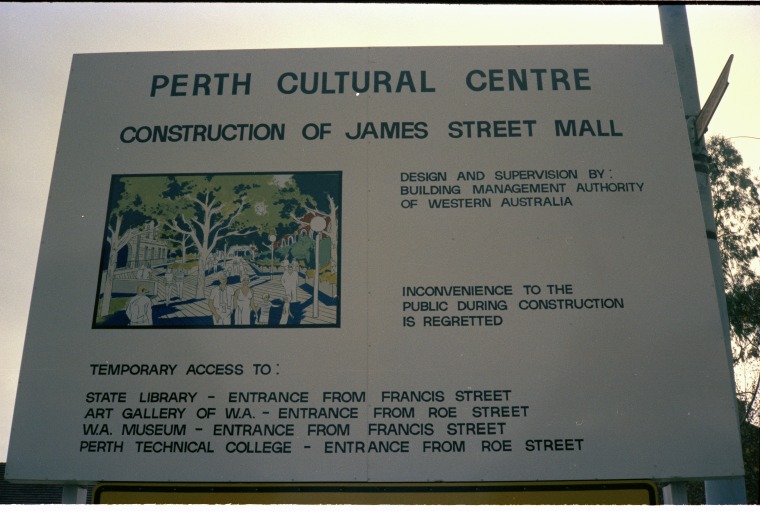 PERTH CULTURAL CENTRE
CONSTRUCTION OF JAMES STREET MALL
DESIGN AND SUPERVISION BY:
BUILDING MANAGEMENT AUTHORITY
OF WESTERN AUSTRALIA
INCONVENIENCE TO THE
PUBLIC DURING CONSTRUCTION
IS REGRETTED
TEMPORARY ACCESS TO:
STATE LIBRARY - ENTRANCE FROM FRANCIS STREET
ART GALLERY OF W.A. - ENTRANCE FROM ROE STREET
W.A. MUSEUM - ENTRANCE FROM FRANCIS STREET
PERTH TECHNICAL COLLEGE - ENTRANCE FROM ROE STREET